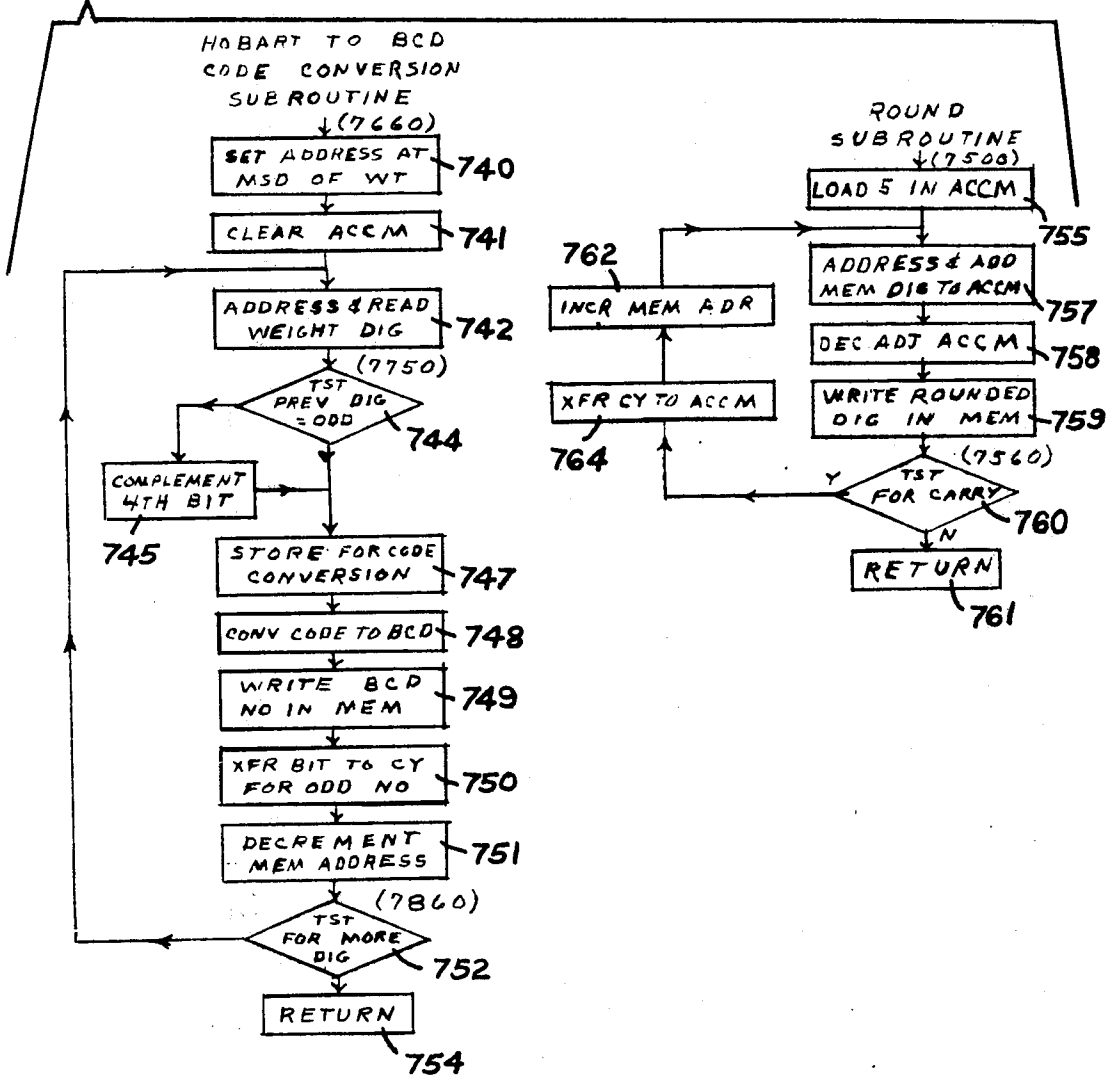 HOBART TO BCD
CODE CONVERSION
SUBROUTINE
(7660)
SET ADDRESS AT
MSD OF WT
740
CLEAR ACCM
741
ADDRESS & READ
WEIGHT DIG
742
(7750)
TST
PREV DIG
= ODD
744
COMPLEMENT
4TH BIT
745
STORE FOR CODE
CONVERSION
747
CONV CODE TO BCD
748
WRITE BCD
NO IN MEM
749
XFR BIT TO CY
FOR ODD NO
750
DECREMENT
MEM ADDRESS
751
(7860)
TST
FOR MORE
DIG
752
RETURN
754
ROUND
SUBROUTINE
(7500)
LOAD 5 IN ACCM
755
762
INCR MEM ADR
ADDRESS & ADD
MEM DIG TO ACCM
757
DEC ADJ ACCM
758
XFR CY TO ACCM
764
WRITE ROUNDED
DIG IN MEM
759
(7560)
Y
TST
FOR CARRY
760
N
RETURN
761